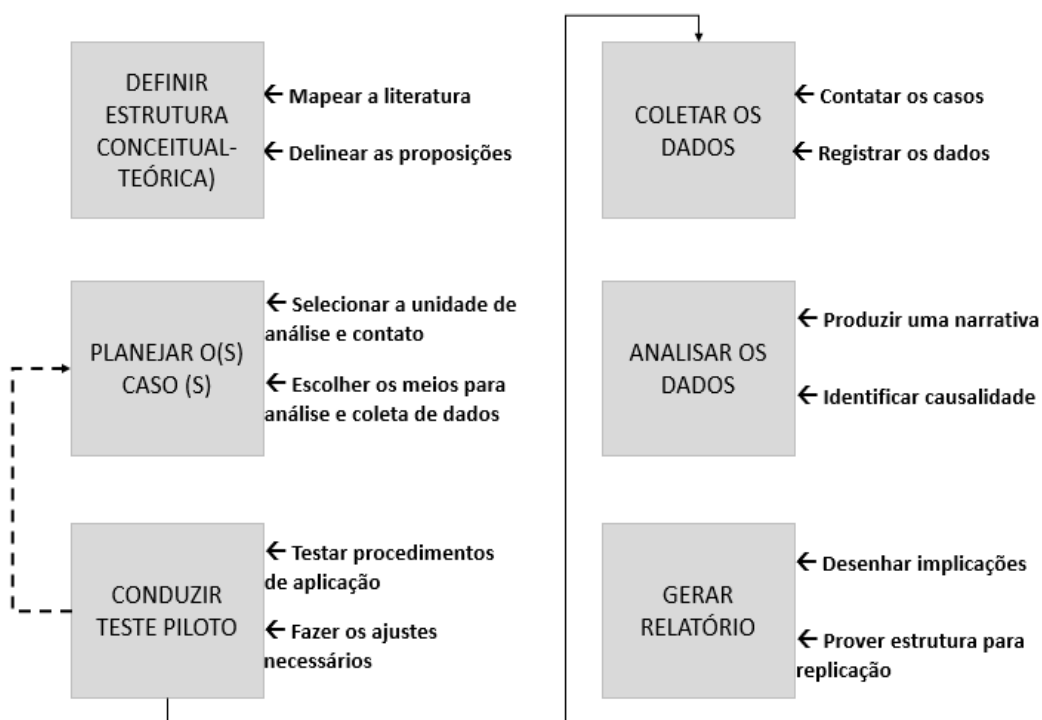 DEFINIR
ESTRUTURA
CONCEITUAL-
TEÓRICA)
← Mapear a literatura
← Delinear as proposições
PLANEJAR O(S)
CASO (S)
← Selecionar a unidade de
análise e contato
← Escolher os meios para
análise e coleta de dados
CONDUZIR
TESTE PILOTO
← Testar procedimentos
de aplicação
← Fazer os ajustes
necessários
COLETAR OS
DADOS
← Contatar os casos
← Registrar os dados
ANALISAR OS
DADOS
← Produzir uma narrativa
← Identificar causalidade
GERAR
RELATÓRIO
← Desenhar implicações
← Prover estrutura para
replicação